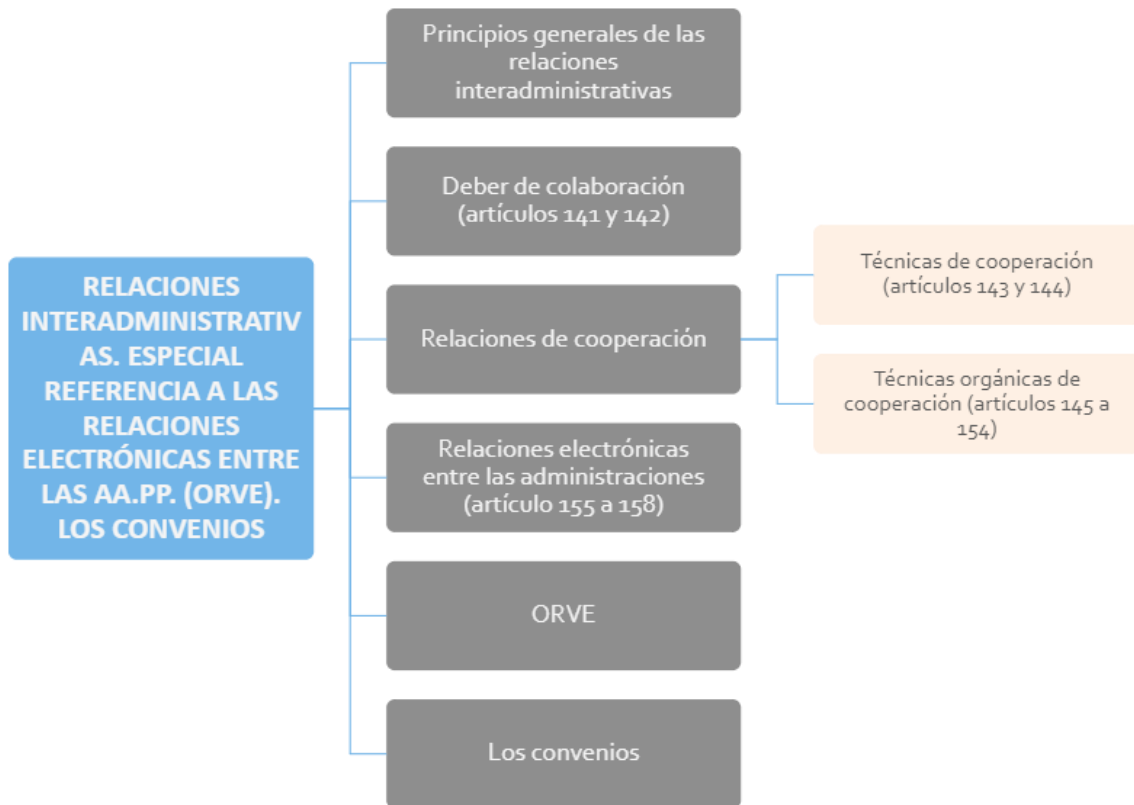 RELACIONES
INTERADMINISTRATIV
AS. ESPECIAL
REFERENCIA A LAS
RELACIONES
ELECTRÓNICAS ENTRE
LAS AA.PP. (ORVE).
LOS CONVENIOS
Principios generales de las
relaciones
interadministrativas
Deber de colaboración
(artículos 141 y 142)
Relaciones de cooperación
Técnicas de cooperación
(artículos 143 y 144)
Técnicas orgánicas de
cooperación (artículos 145 a
154)
Relaciones electrónicas
entre las administraciones
(artículo 155 a 158)
ORVE
Los convenios